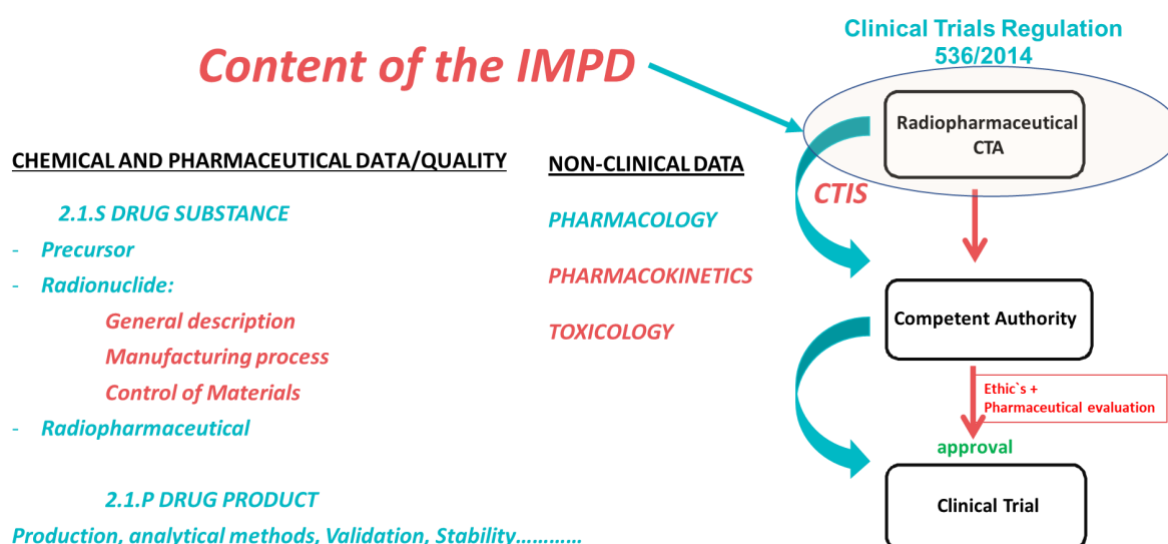 Content of the IMPD
CHEMICAL AND PHARMACEUTICAL DATA/QUALITY
2.1.S DRUG SUBSTANCE
- Precursor
- Radionuclide:
General description
Manufacturing process
Control of Materials
- Radiopharmaceutical
2.1.P DRUG PRODUCT
Production, analytical methods, Validation, Stability............
NON-CLINICAL DATA
PHARMACOLOGY
PHARMACOKINETICS
TOXICOLOGY
Clinical Trials Regulation
536/2014
Radiopharmaceutical
CTA
CTIS
Competent Authority
Ethic`s +
Pharmaceutical evaluation
approval
Clinical Trial